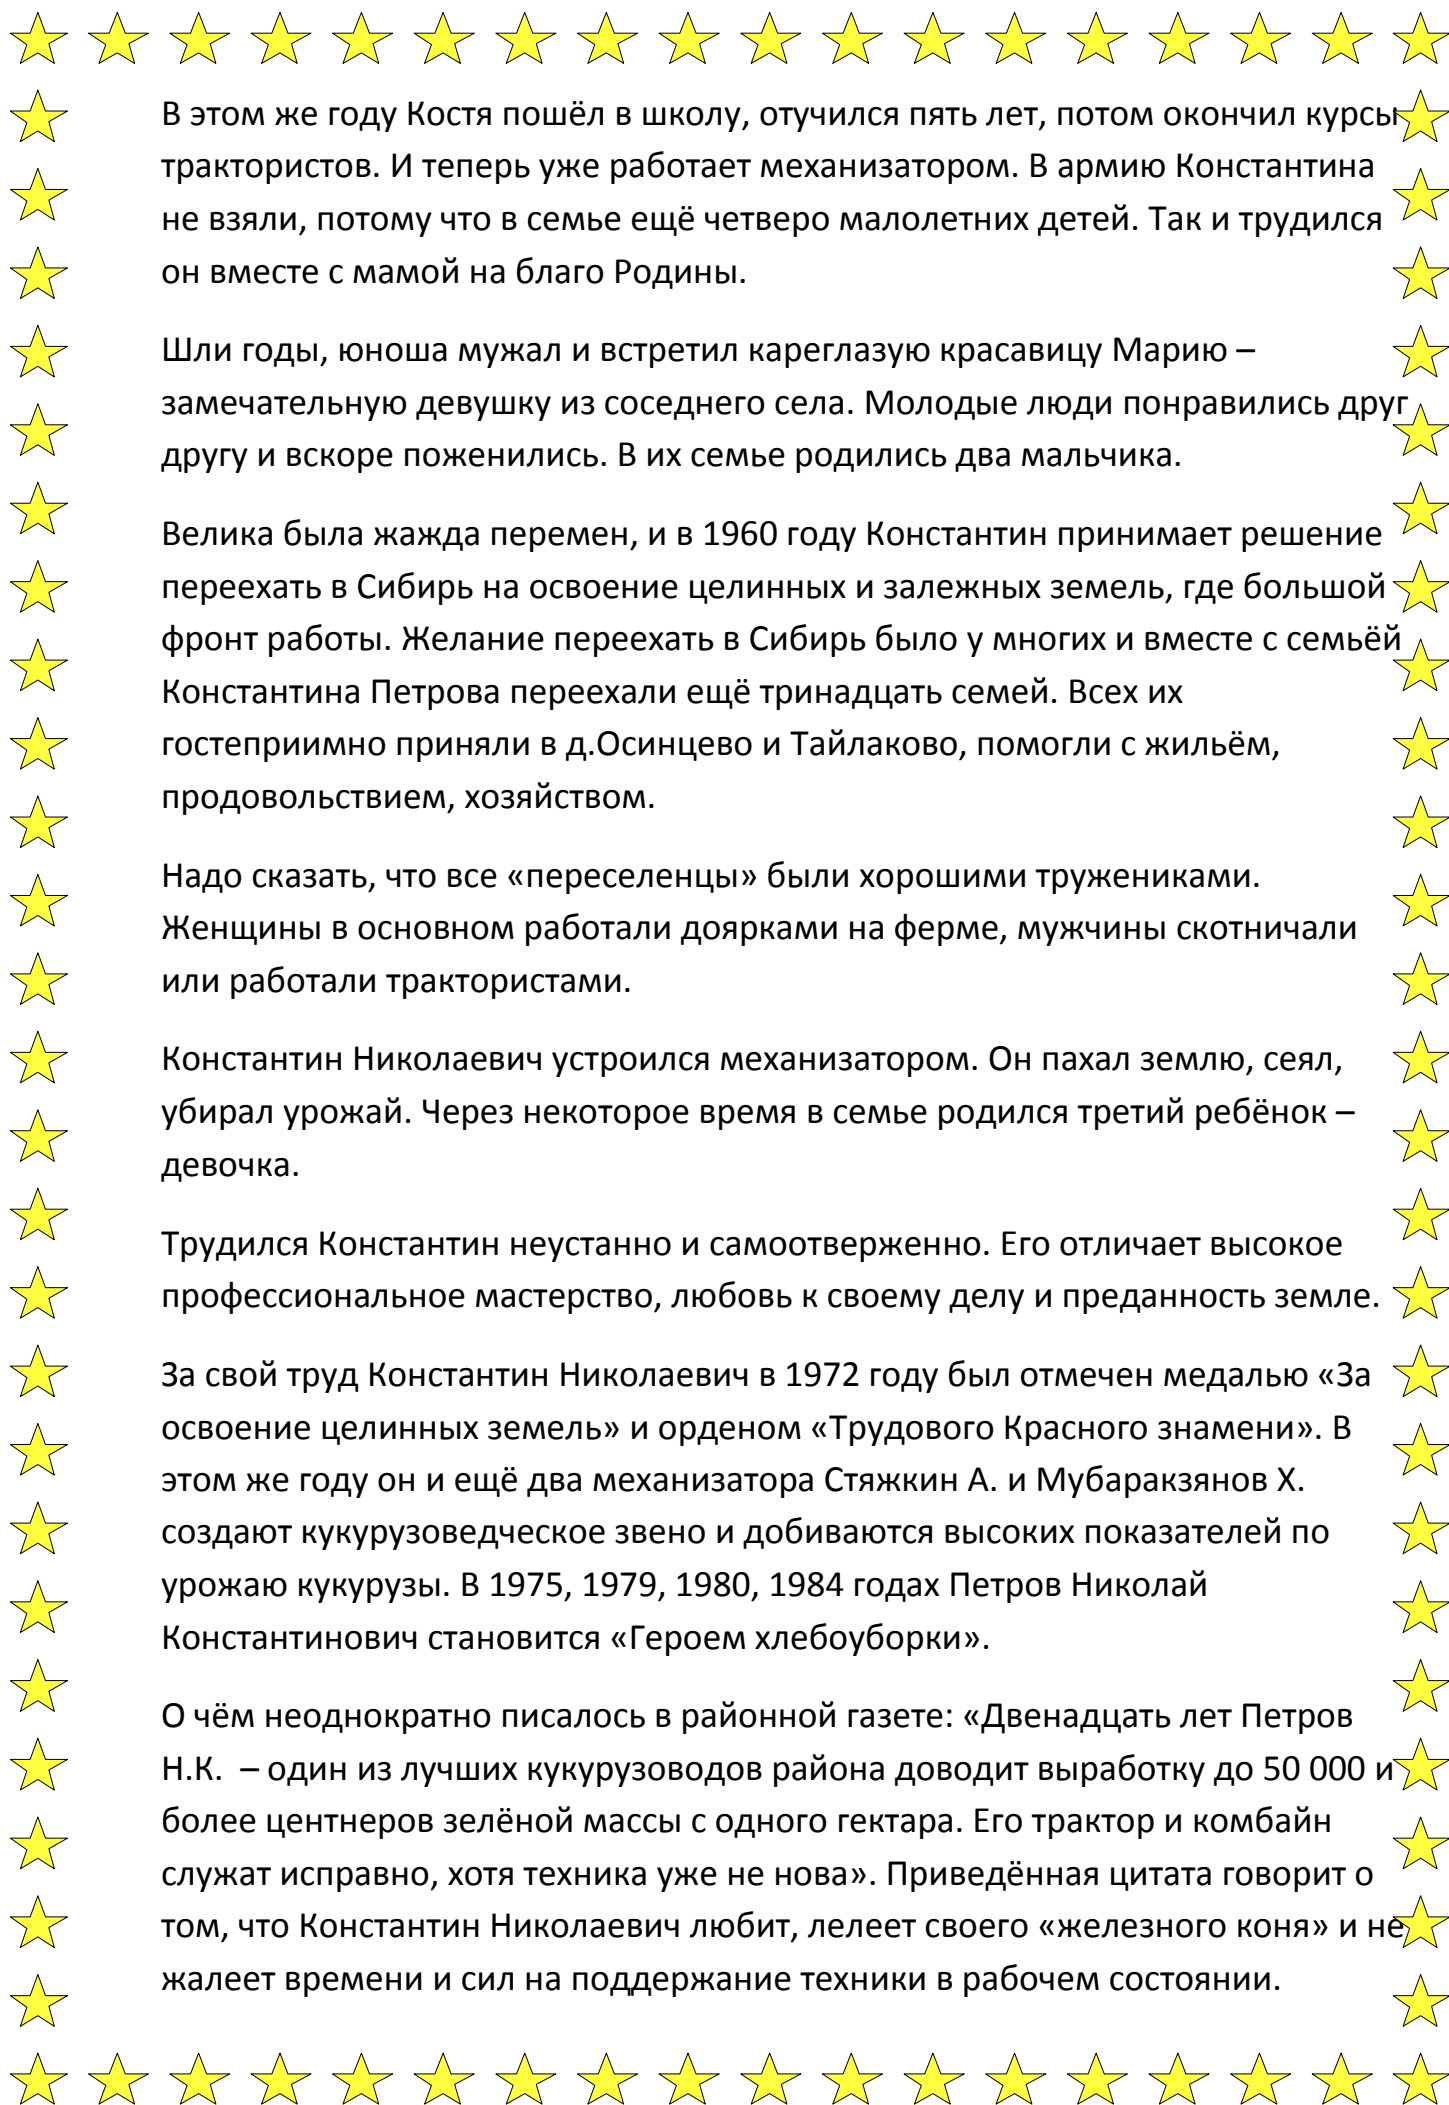 В этом же году Костя пошёл в школу, отучился пять лет, потом окончил курсы
трактористов. И теперь уже работает механизатором. В армию Константина
не взяли, потому что в семье ещё четверо малолетних детей. Так и трудился
он вместе с мамой на благо Родины.
Шли годы, юноша мужал и встретил кареглазую красавицу Марию –
замечательную девушку из соседнего села. Молодые люди понравились друг
другу и вскоре поженились. В их семье родились два мальчика.
Велика была жажда перемен, и в 1960 году Константин принимает решение
переехать в Сибирь на освоение целинных и залежных земель, где большой
фронт работы. Желание переехать в Сибирь было у многих и вместе с семьёй
Константина Петрова переехали ещё тринадцать семей. Всех их
гостеприимно приняли в д.Осинцево и Тайлаково, помогли с жильём,
продовольствием, хозяйством.
Надо сказать, что все «переселенцы» были хорошими тружениками.
Женщины в основном работали доярками на ферме, мужчины скотничали
или работали трактористами.
Константин Николаевич устроился механизатором. Он пахал землю, сеял,
убирал урожай. Через некоторое время в семье родился третий ребёнок –
девочка.
Трудился Константин неустанно и самоотверженно. Его отличает высокое
профессиональное мастерство, любовь к своему делу и преданность земле.
За свой труд Константин Николаевич в 1972 году был отмечен медалью «За
освоение целинных земель» и орденом «Трудового Красного знамени». В
этом же году он и ещё два механизатора Стяжкин А. и Мубаракзянов Х.
создают кукурузоведческое звено и добиваются высоких показателей по
урожаю кукурузы. В 1975, 1979, 1980, 1984 годах Петров Николай
Константинович становится «Героем хлебоуборки».
О чём неоднократно писалось в районной газете: «Двенадцать лет Петров
Н.К. – один из лучших кукурузоводов района доводит выработку до 50 000 и
более центнеров зелёной массы с одного гектара. Его трактор и комбайн
служат исправно, хотя техника уже не нова». Приведённая цитата говорит о
том, что Константин Николаевич любит, лелеет своего «железного коня» и не
жалеет времени и сил на поддержание техники в рабочем состоянии.